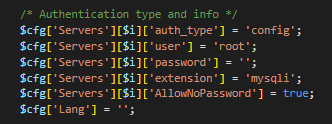 /* Authentication type and info */
$cfg['Servers'][$i]['auth_type'] = 'config';
$cfg['Servers'][$i]['user'] = 'root';
$cfg['Servers'][$i]['password'] = '';
$cfg['Servers'][$i]['extension'] = 'mysqli';
$cfg['Servers'][$i]['AllowNoPassword'] = true;
$cfg['Lang'] = '';